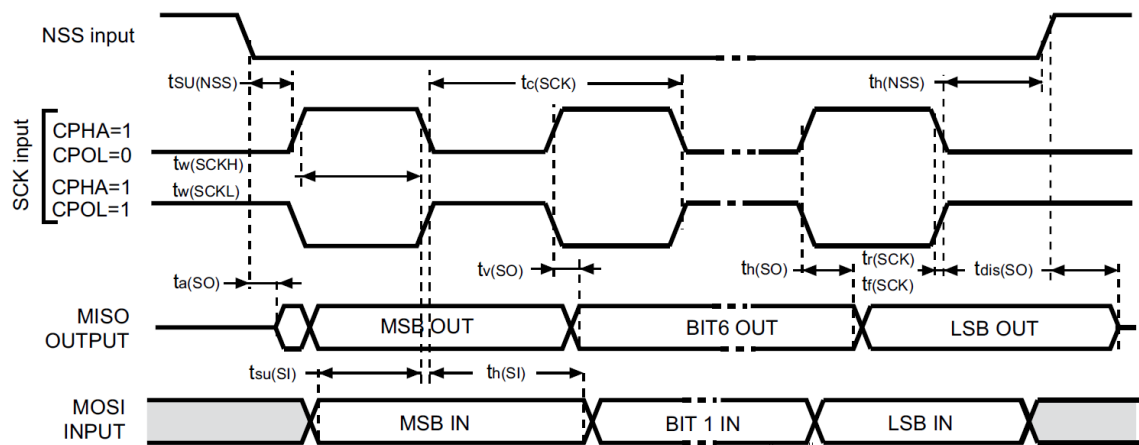 NSS input
tSU(NSS)
tc(SCK)
th(NSS)
SCK input
CPHA=1
CPOL=0
tw(SCKH)
CPHA=1
tw(SCKL)
CPOL=1
ta(SO)
tv(SO)
th(SO)
tr(SCK)
tf(SCK)
tdis(SO)
MISO
OUTPUT
MSB OUT
BIT6 OUT
LSB OUT
tsu(SI)
th(SI)
MOSI
INPUT
MSB IN
BIT 1 IN
LSB IN